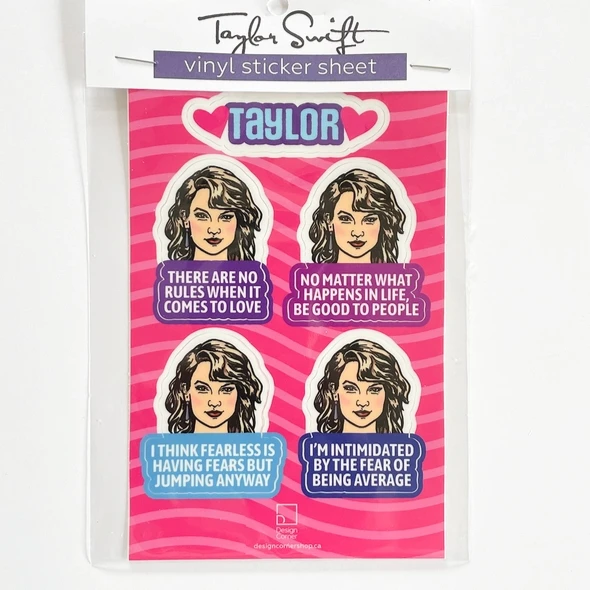 Taylor Swift
vinyl sticker sheet
TAYLOR
THERE ARE NO
RULES WHEN IT
COMES TO LOVE
NO MATTER WHAT
HAPPENS IN LIFE,
BE GOOD TO PEOPLE
I THINK FEARLESS IS
HAVING FEARS BUT
JUMPING ANYWAY
I'M INTIMIDATED
BY THE FEAR OF
BEING AVERAGE
Design
Corner
designcornershop.ca